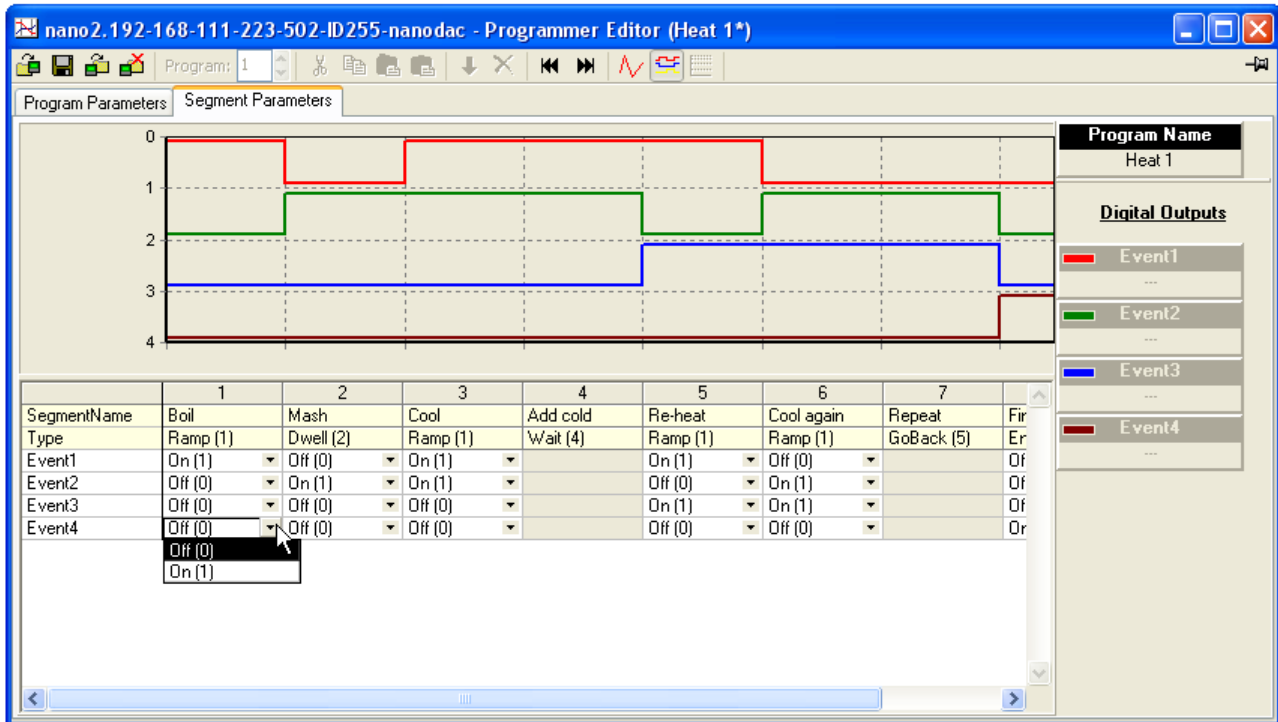 nano2.192-168-111-223-502-ID255-nanodac - Programmer Editor (Heat 1*)
Program: 1
Program Parameters Segment Parameters
0
1
2
3
4
Program Name
Heat 1
Digital Outputs
Event1
---
Event2
---
Event3
---
Event4
---
1 2 3 4 5 6 7
SegmentName Boil Mash Cool Add cold Re-heat Cool again Repeat Fir
Type Ramp (1) Dwell (2) Ramp (1) Wait (4) Ramp (1) Ramp (1) GoBack (5) Er
Event1 On (1) Off (0) On (1) On (1) Off (0) Of
Event2 Off (0) On (1) On (1) Off (0) On (1) Of
Event3 Off (0) Off (0) Off (0) On (1) On (1) Of
Event4 Off (0) Off (0) Off (0) Off (0) Off (0) Or
Off (0)
On (1)